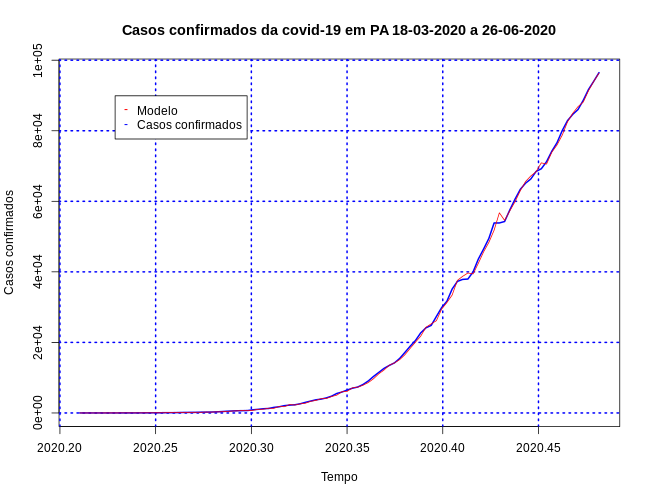 Casos confirmados da covid-19 em PA 18-03-2020 a 26-06-2020
Casos confirmados
1e+05
8e+04
6e+04
4e+04
2e+04
0e+00
- Modelo
- Casos confirmados
2020.20 2020.25 2020.30 2020.35 2020.40 2020.45
Tempo